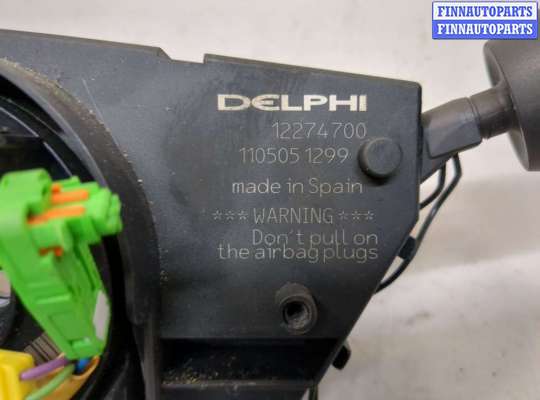 FINNAUTOPARTS
FINNAUTOPARTS
DELPHI
12274700
110505 1299
made in Spain
*** WARNING ***
Don't pull on
the airbag plugs